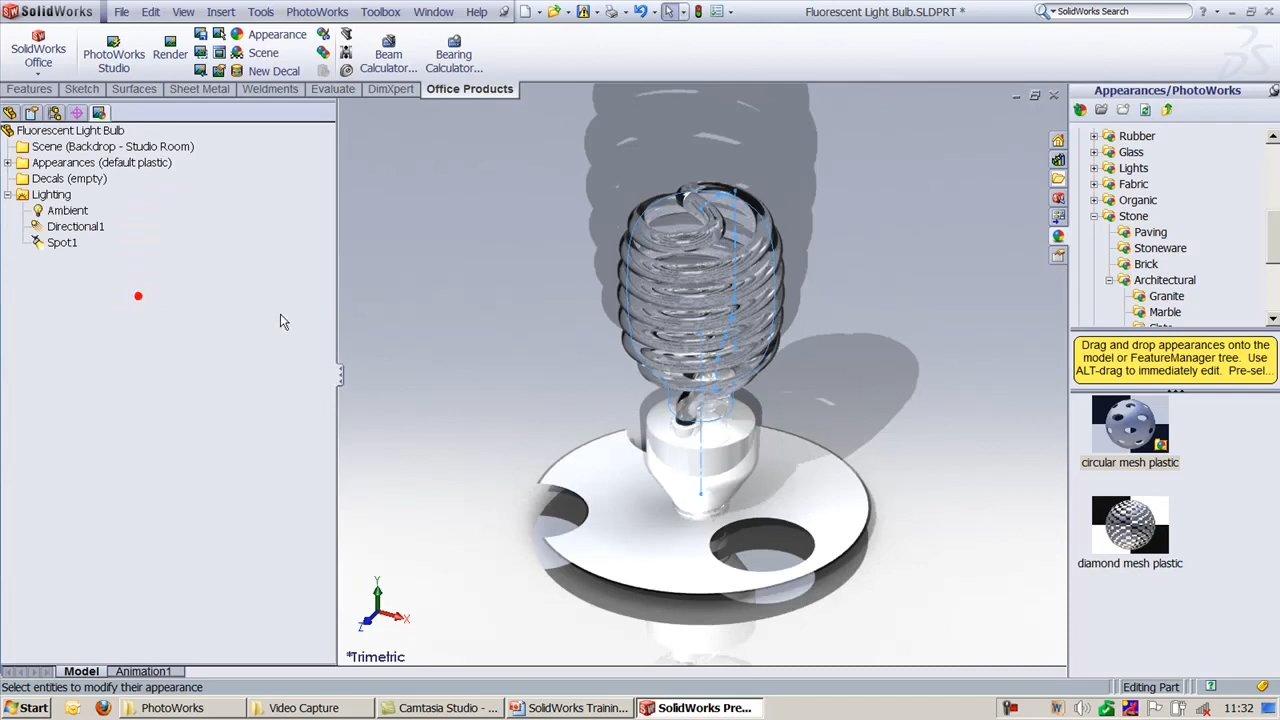 SolidWorks File Edit View Insert Tools PhotoWorks Toolbox Window Help Fluorescent Light Bulb.SLDPRT * SolidWorks Search
SolidWorks Office
PhotoWorks Studio
Render
Appearance
Scene
New Decal
Beam Calculator...
Bearing Calculator...
Features Sketch Surfaces Sheet Metal Weldments Evaluate DimXpert Office Products
Fluorescent Light Bulb
Scene (Backdrop - Studio Room)
Appearances (default plastic)
Decals (empty)
Lighting
Ambient
Directional1
Spot1
Y
X
Z
*Trimetric
Appearances/PhotoWorks
Rubber
Glass
Lights
Fabric
Organic
Stone
Paving
Stoneware
Brick
Architectural
Granite
Marble
Drag and drop appearances onto the
model or FeatureManager tree. Use
ALT-drag to immediately edit. Pre-sel...
circular mesh plastic
diamond mesh plastic
Model Animation1
Select entities to modify their appearance Editing Part
Start PhotoWorks Video Capture Camtasia Studio - ... SolidWorks Trainin... SolidWorks Pre... 11:32